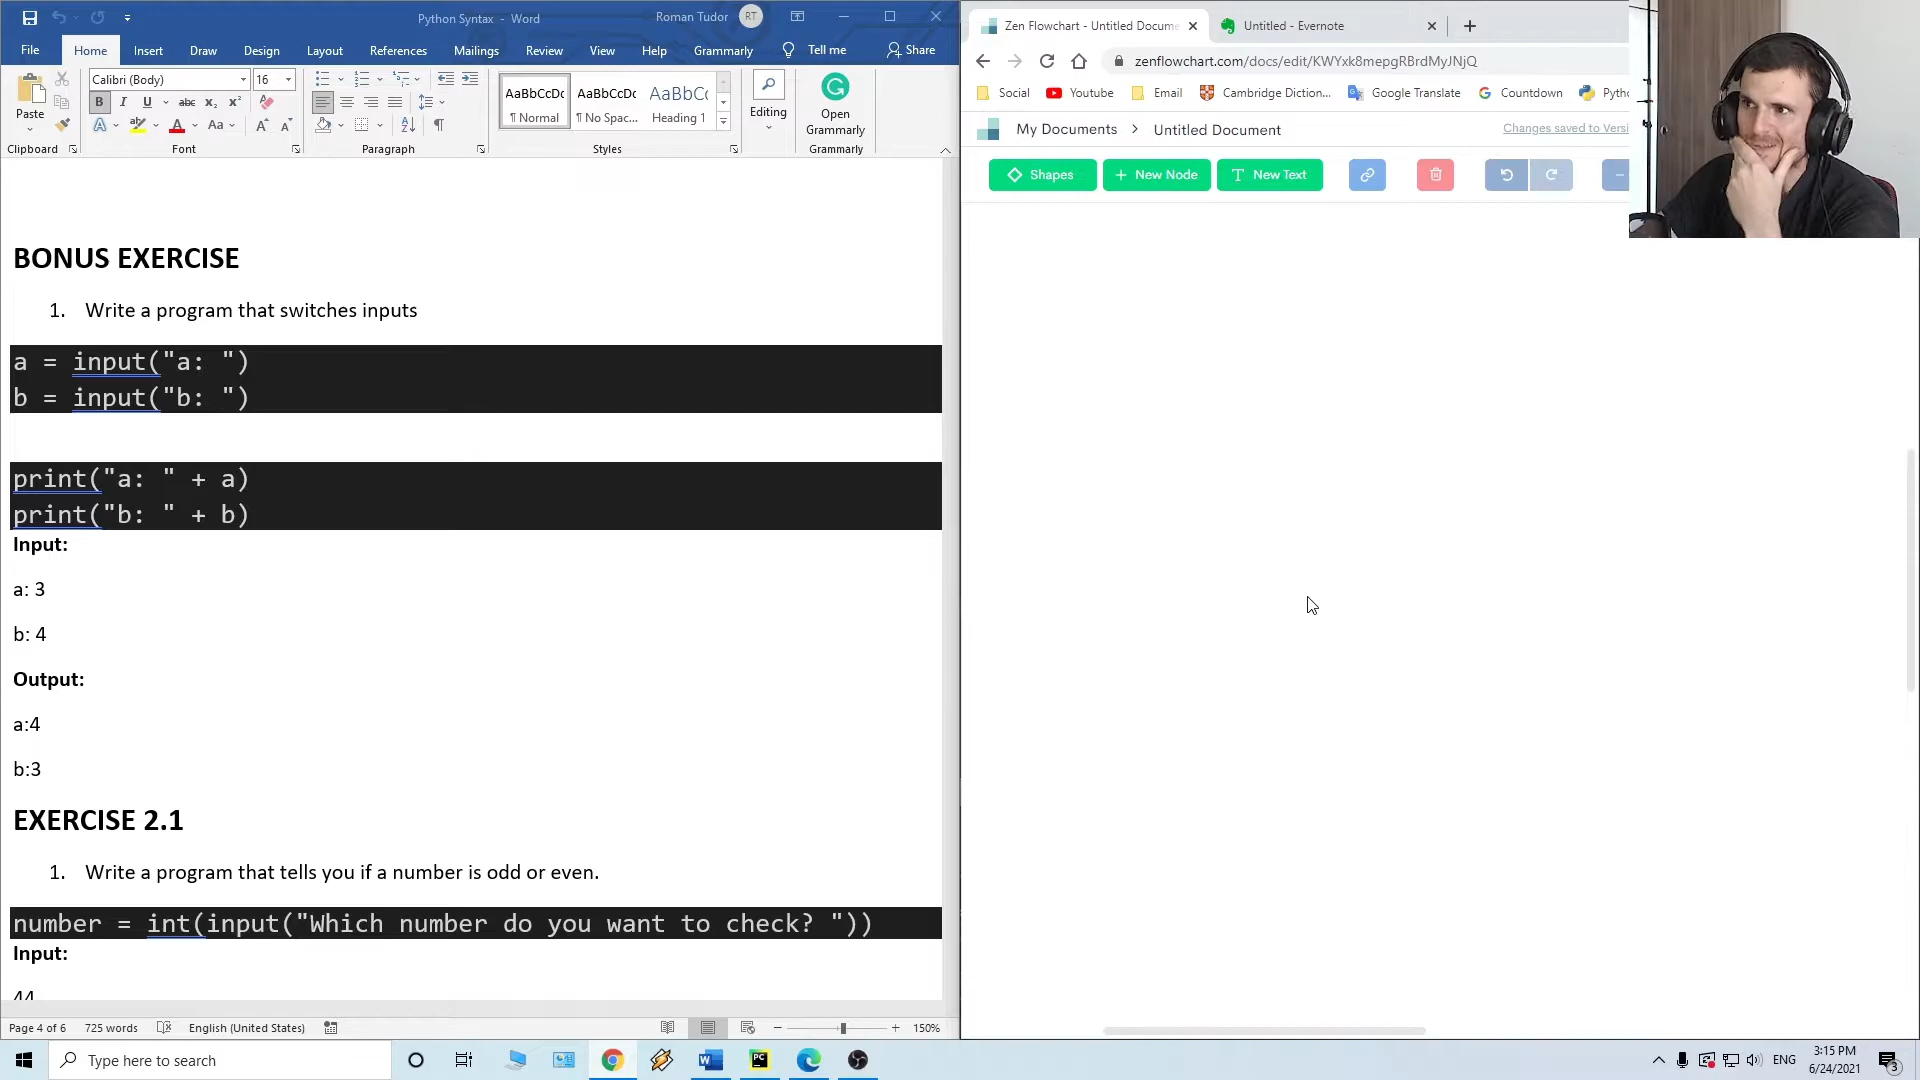 Python Syntax - Word
Roman Tudor
RT
File
Home
Insert
Draw
Design
Layout
References
Mailings
Review
View
Help
Grammarly
Tell me
Share
Paste
Calibri (Body)
16
Clipboard
Font
Paragraph
AaBbCcDc
¶ Normal
AaBbCcDc
¶ No Spac...
AaBbCc
Heading 1
Styles
Editing
Open
Grammarly
Grammarly
BONUS EXERCISE
1. Write a program that switches inputs
a = input("a: ")
b = input("b: ")
print("a: " + a)
print("b: " + b)
Input:
a: 3
b: 4
Output:
a:4
b:3
EXERCISE 2.1
1. Write a program that tells you if a number is odd or even.
number = int(input("Which number do you want to check? "))
Input:
44
Page 4 of 6
725 words
English (United States)
150%
Zen Flowchart - Untitled Docume
Untitled - Evernote
zenflowchart.com/docs/edit/KWYxk8mepgRBrdMyJNjQ
Social
Youtube
Email
Cambridge Diction...
Google Translate
Countdown
Pytho
My Documents > Untitled Document
Changes saved to Versi
Shapes
+ New Node
New Text
Type here to search
ENG
3:15 PM
6/24/2021
3